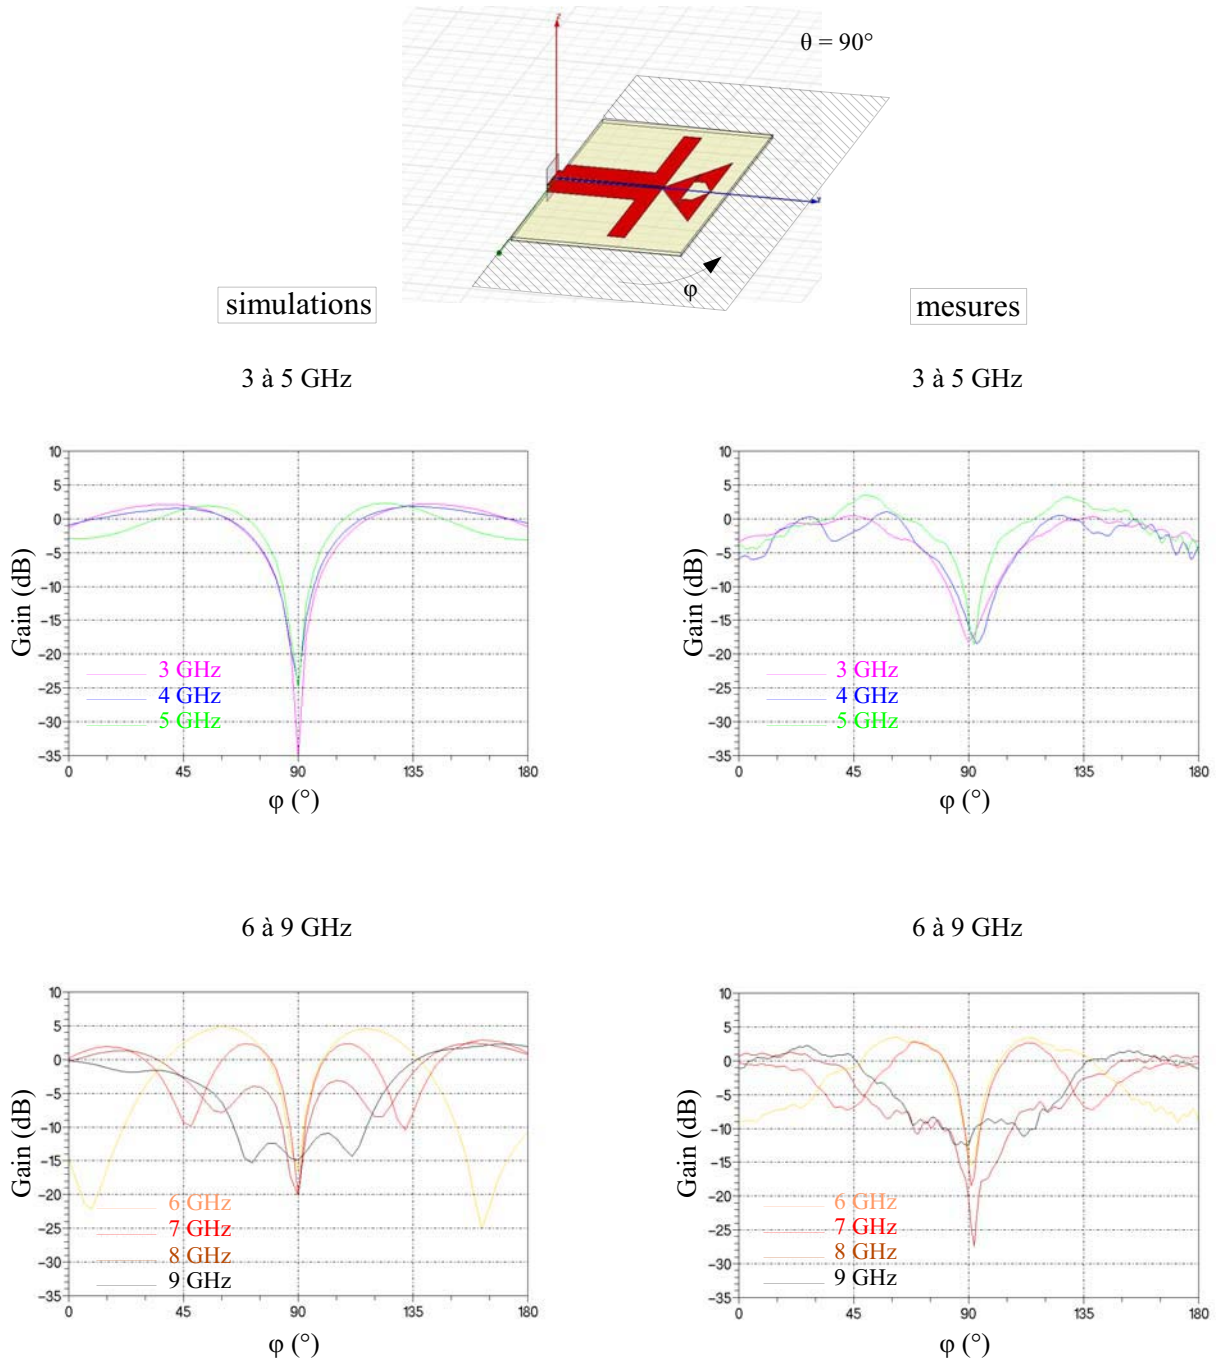 z
θ = 90°
x
φ
simulations
mesures
3 à 5 GHz
3 à 5 GHz
10
5
0
−5
−10
−15
−20
−25
−30
−35
Gain (dB)
3 GHz
4 GHz
5 GHz
0 45 90 135 180
φ (°)
10
5
0
−5
−10
−15
−20
−25
−30
−35
Gain (dB)
3 GHz
4 GHz
5 GHz
0 45 90 135 180
φ (°)
6 à 9 GHz
6 à 9 GHz
10
5
0
−5
−10
−15
−20
−25
−30
−35
Gain (dB)
6 GHz
7 GHz
8 GHz
9 GHz
0 45 90 135 180
φ (°)
10
5
0
−5
−10
−15
−20
−25
−30
−35
Gain (dB)
6 GHz
7 GHz
8 GHz
9 GHz
0 45 90 135 180
φ (°)